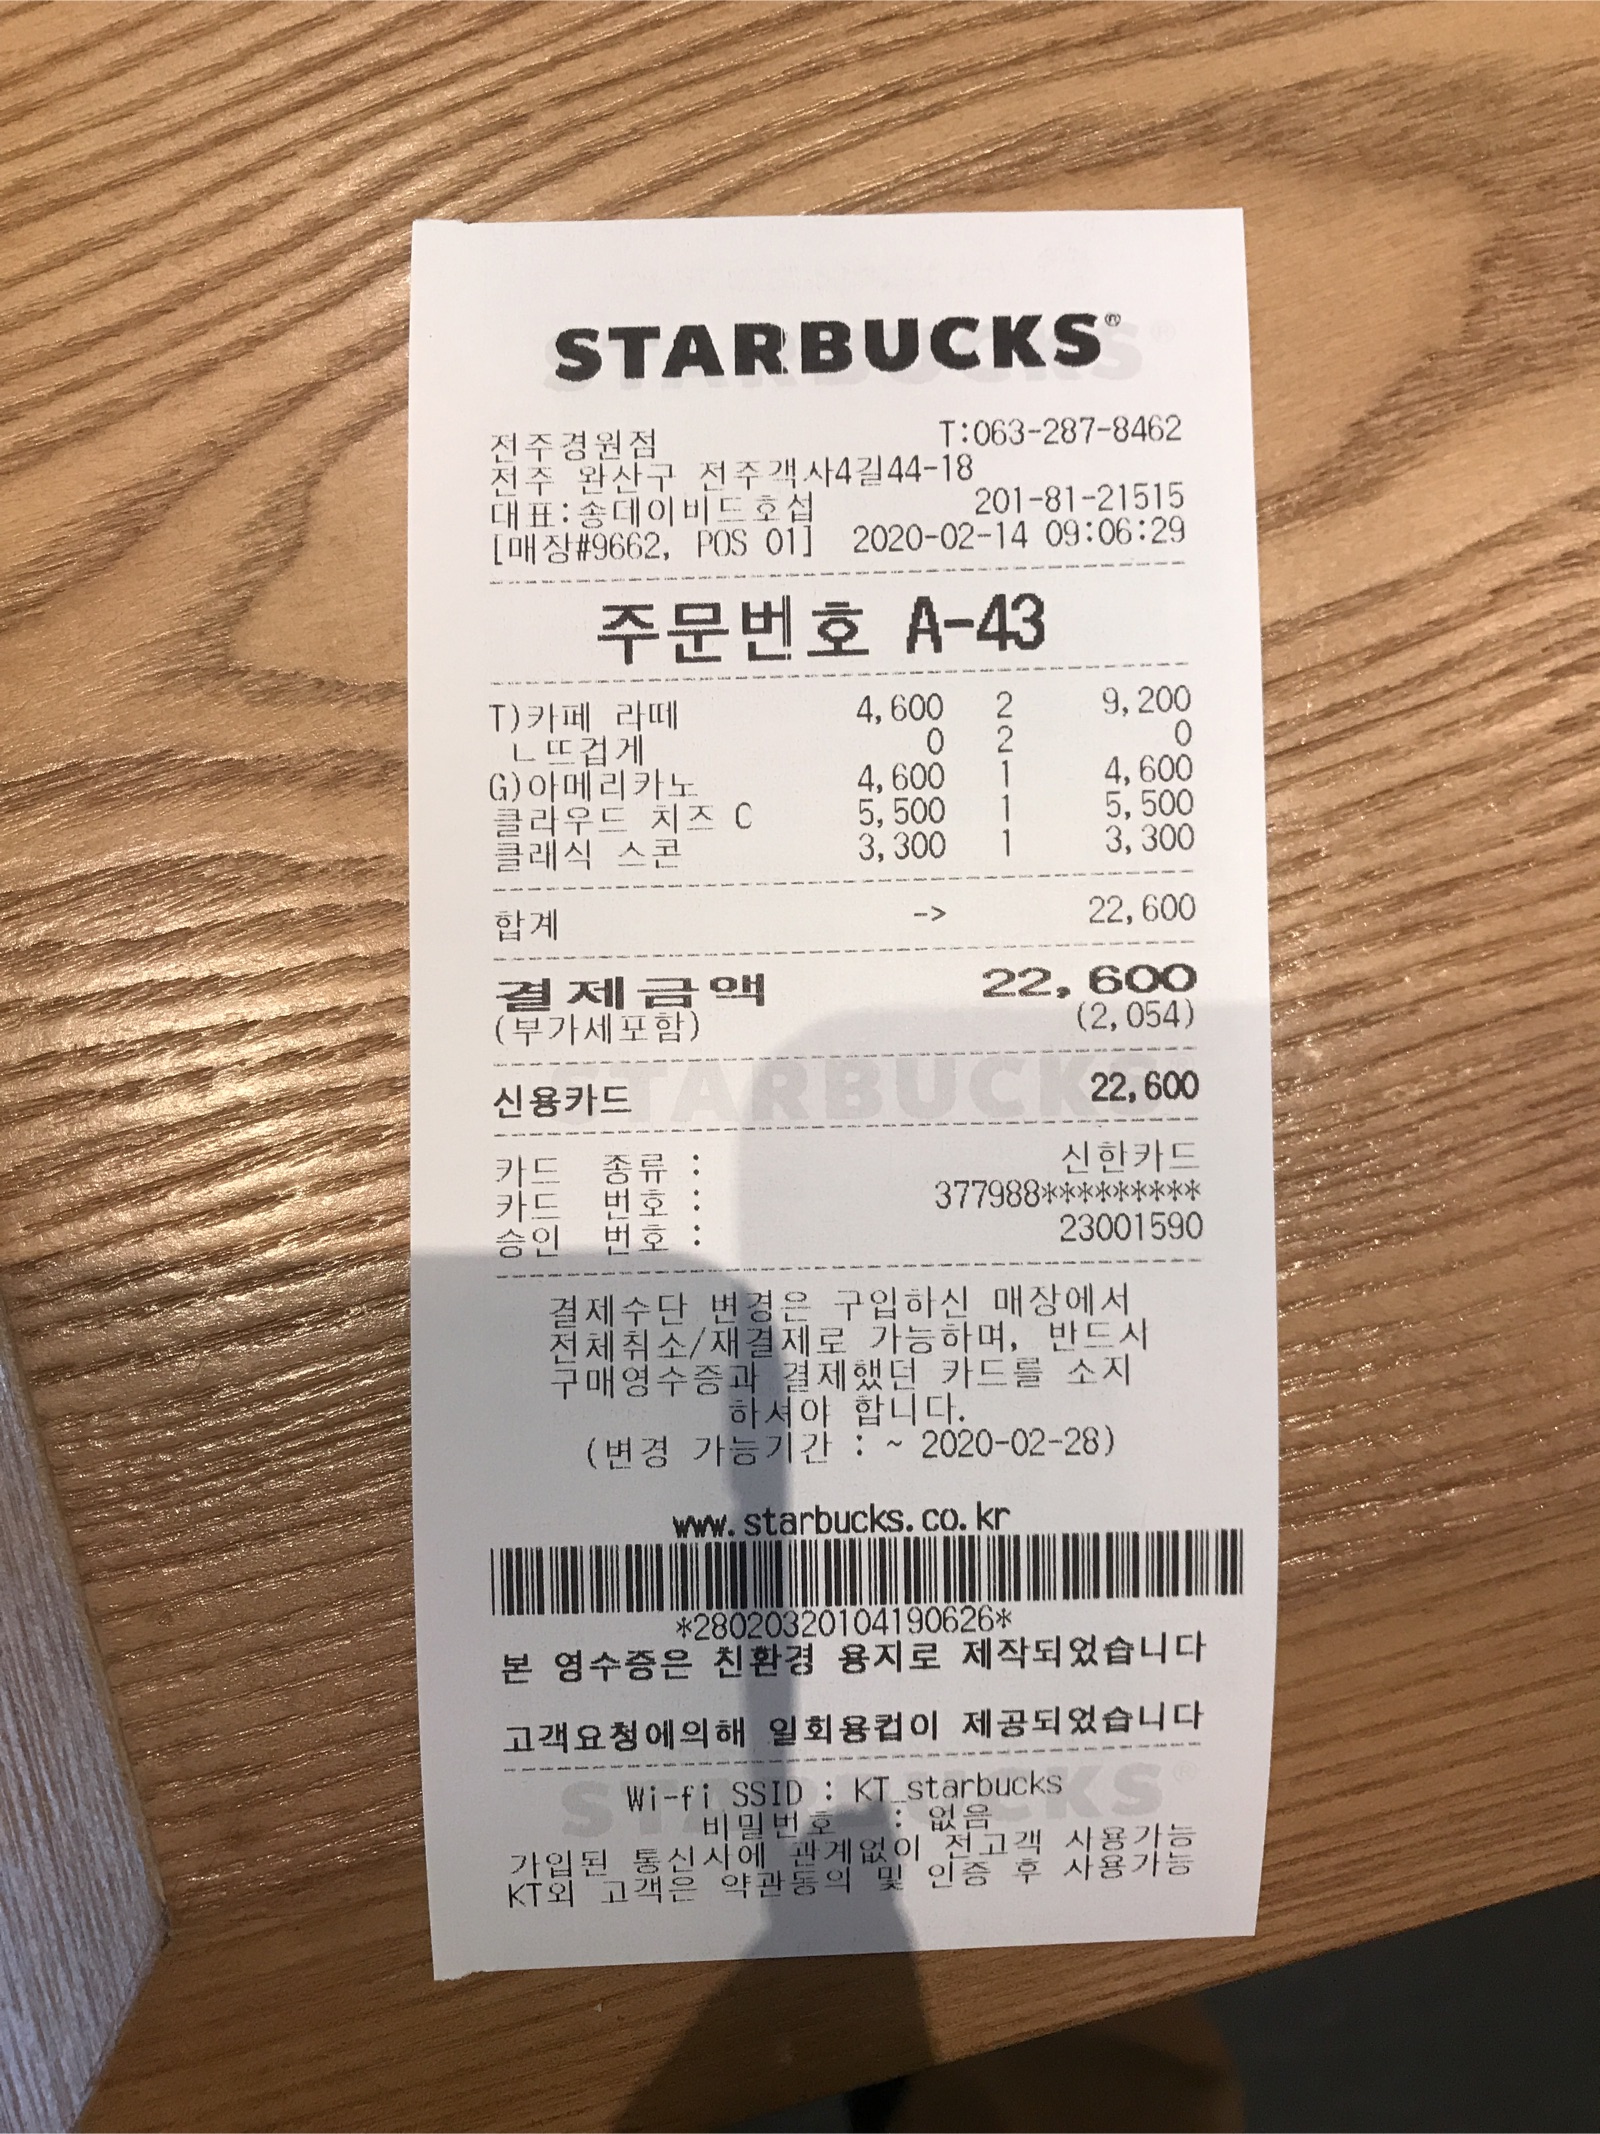 STARBUCKS®
전주경원점 T:063-287-8462
전주 완산구 전주객사4길44-18
대표:송데이비드호섭 201-81-21515
[매장#9662, POS 01] 2020-02-14 09:06:29
주문번호 A-43
T)카페 라떼 4,600 2 9,200
ㄴ뜨겁게 0 2 0
G)아메리카노 4,600 1 4,600
클라우드 치즈 C 5,500 1 5,500
클래식 스콘 3,300 1 3,300
합계 -> 22,600
결제금액 22,600
(부가세포함) (2,054)
신용카드 22,600
카드 종류 : 신한카드
카드 번호 : 377988*********
승인 번호 : 23001590
결제수단 변경은 구입하신 매장에서
전체취소/재결제로 가능하며, 반드시
구매영수증과 결제했던 카드를 소지
하셔야 합니다.
(변경 가능기간 : ~ 2020-02-28)
www.starbucks.co.kr
*28020320104190626*
본 영수증은 친환경 용지로 제작되었습니다
고객요청에의해 일회용컵이 제공되었습니다
Wi-fi SSID : KT_starbucks
비밀번호 : 없음
가입된 통신사에 관계없이 전고객 사용가능
KT외 고객은 약관동의 및 인증 후 사용가능